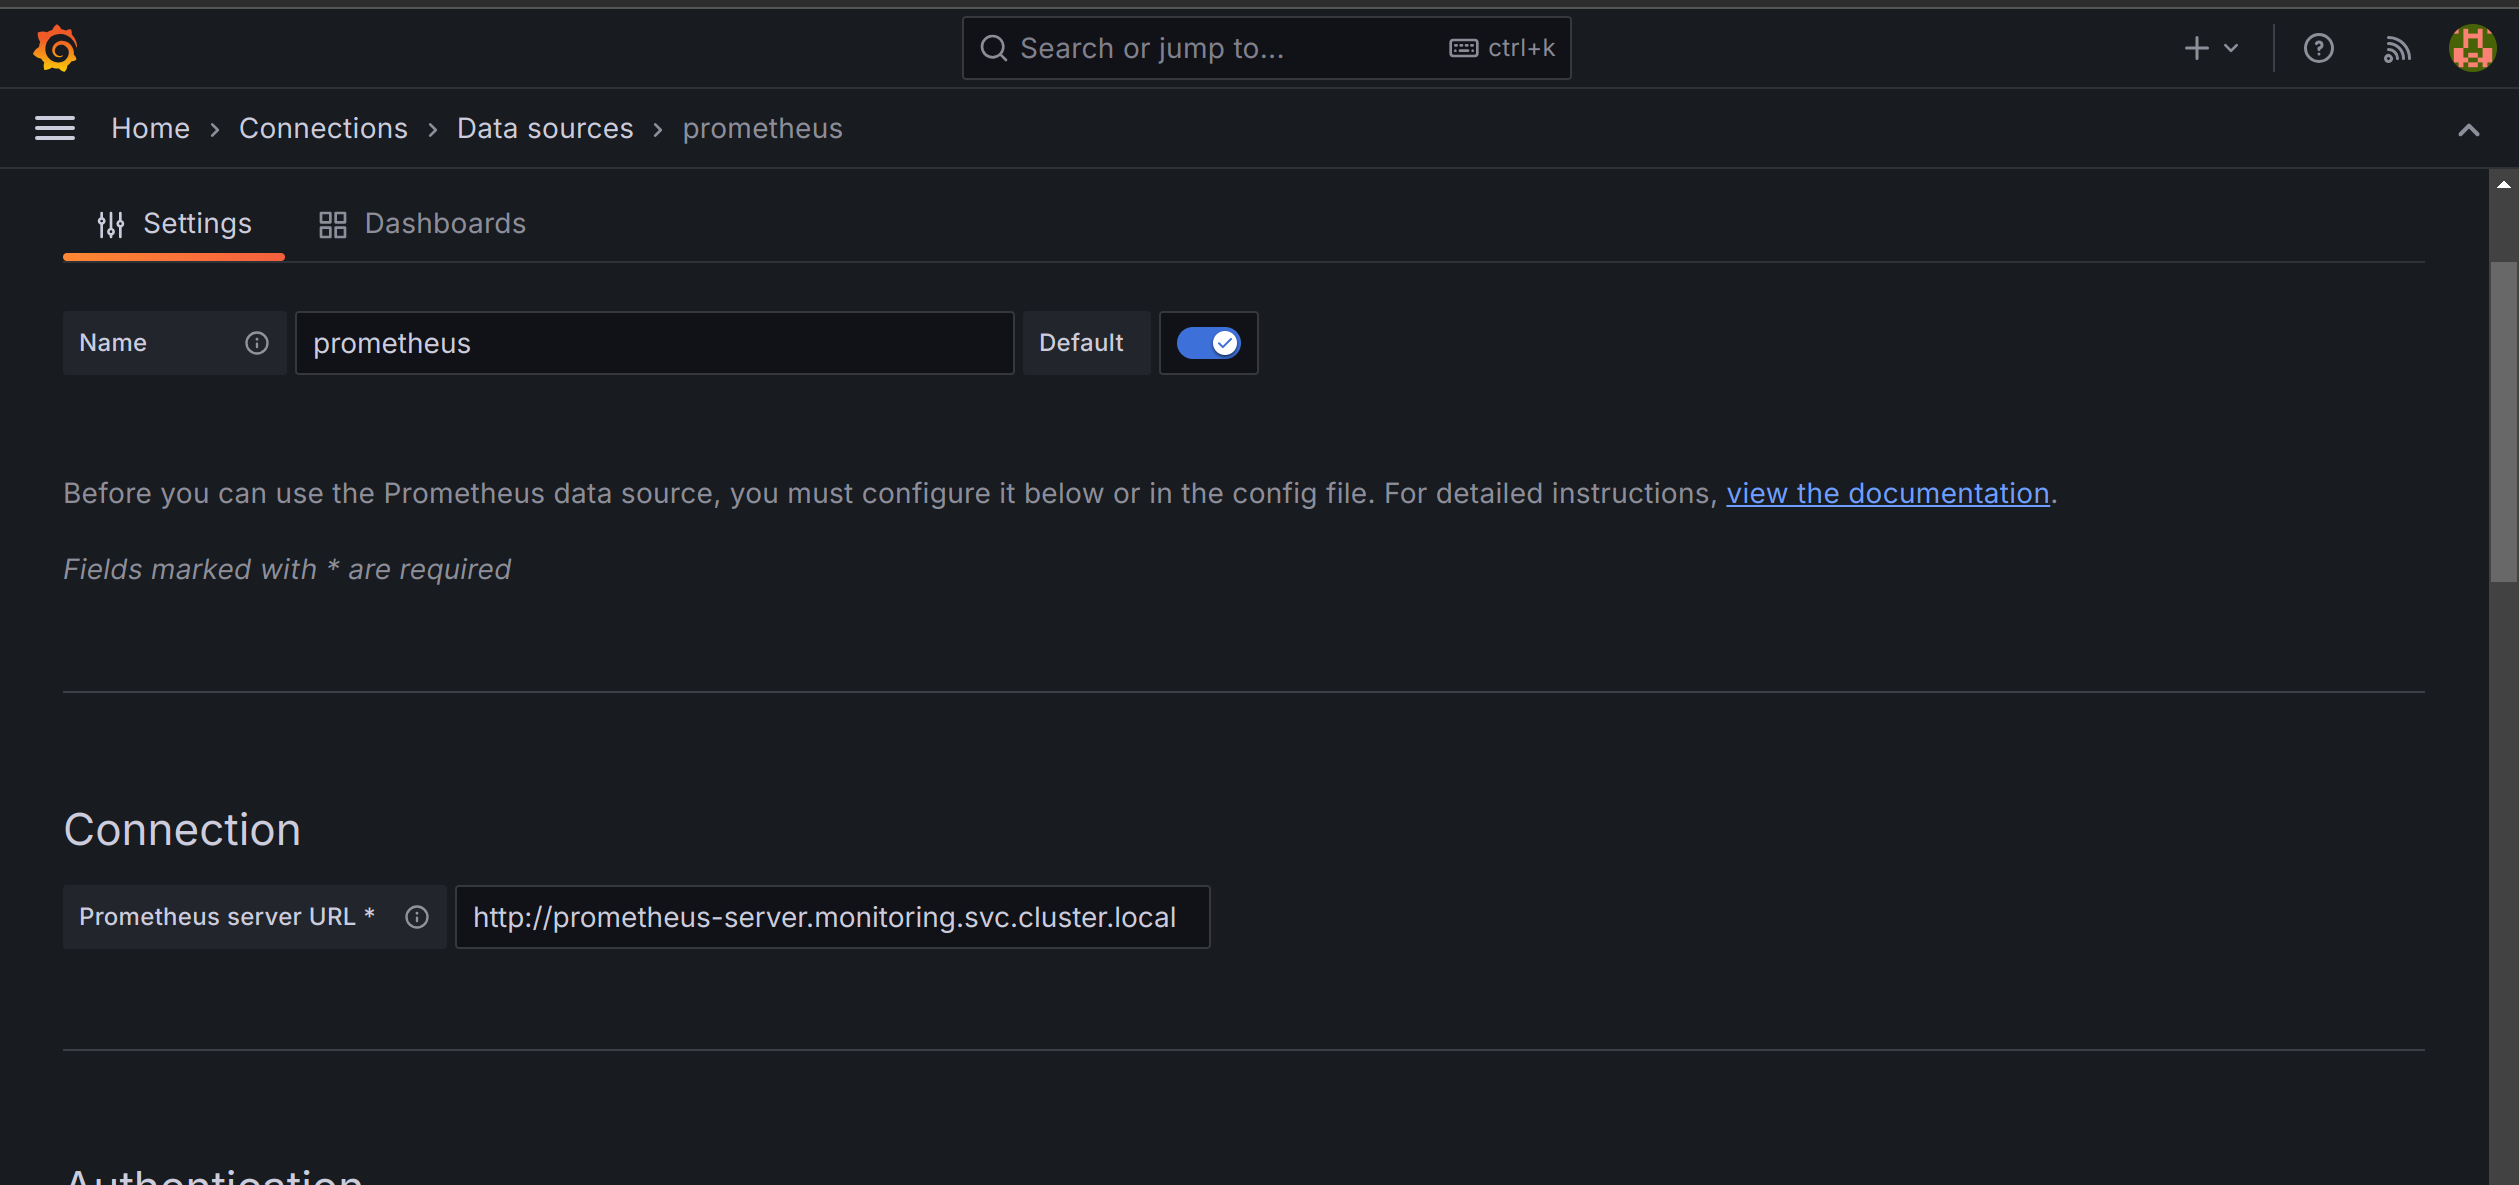 Search or jump to... ctrl+k
Home > Connections > Data sources > prometheus
Settings Dashboards
Name prometheus Default
Before you can use the Prometheus data source, you must configure it below or in the config file. For detailed instructions, view the documentation.
Fields marked with * are required
Connection
Prometheus server URL * http://prometheus-server.monitoring.svc.cluster.local
Authentication